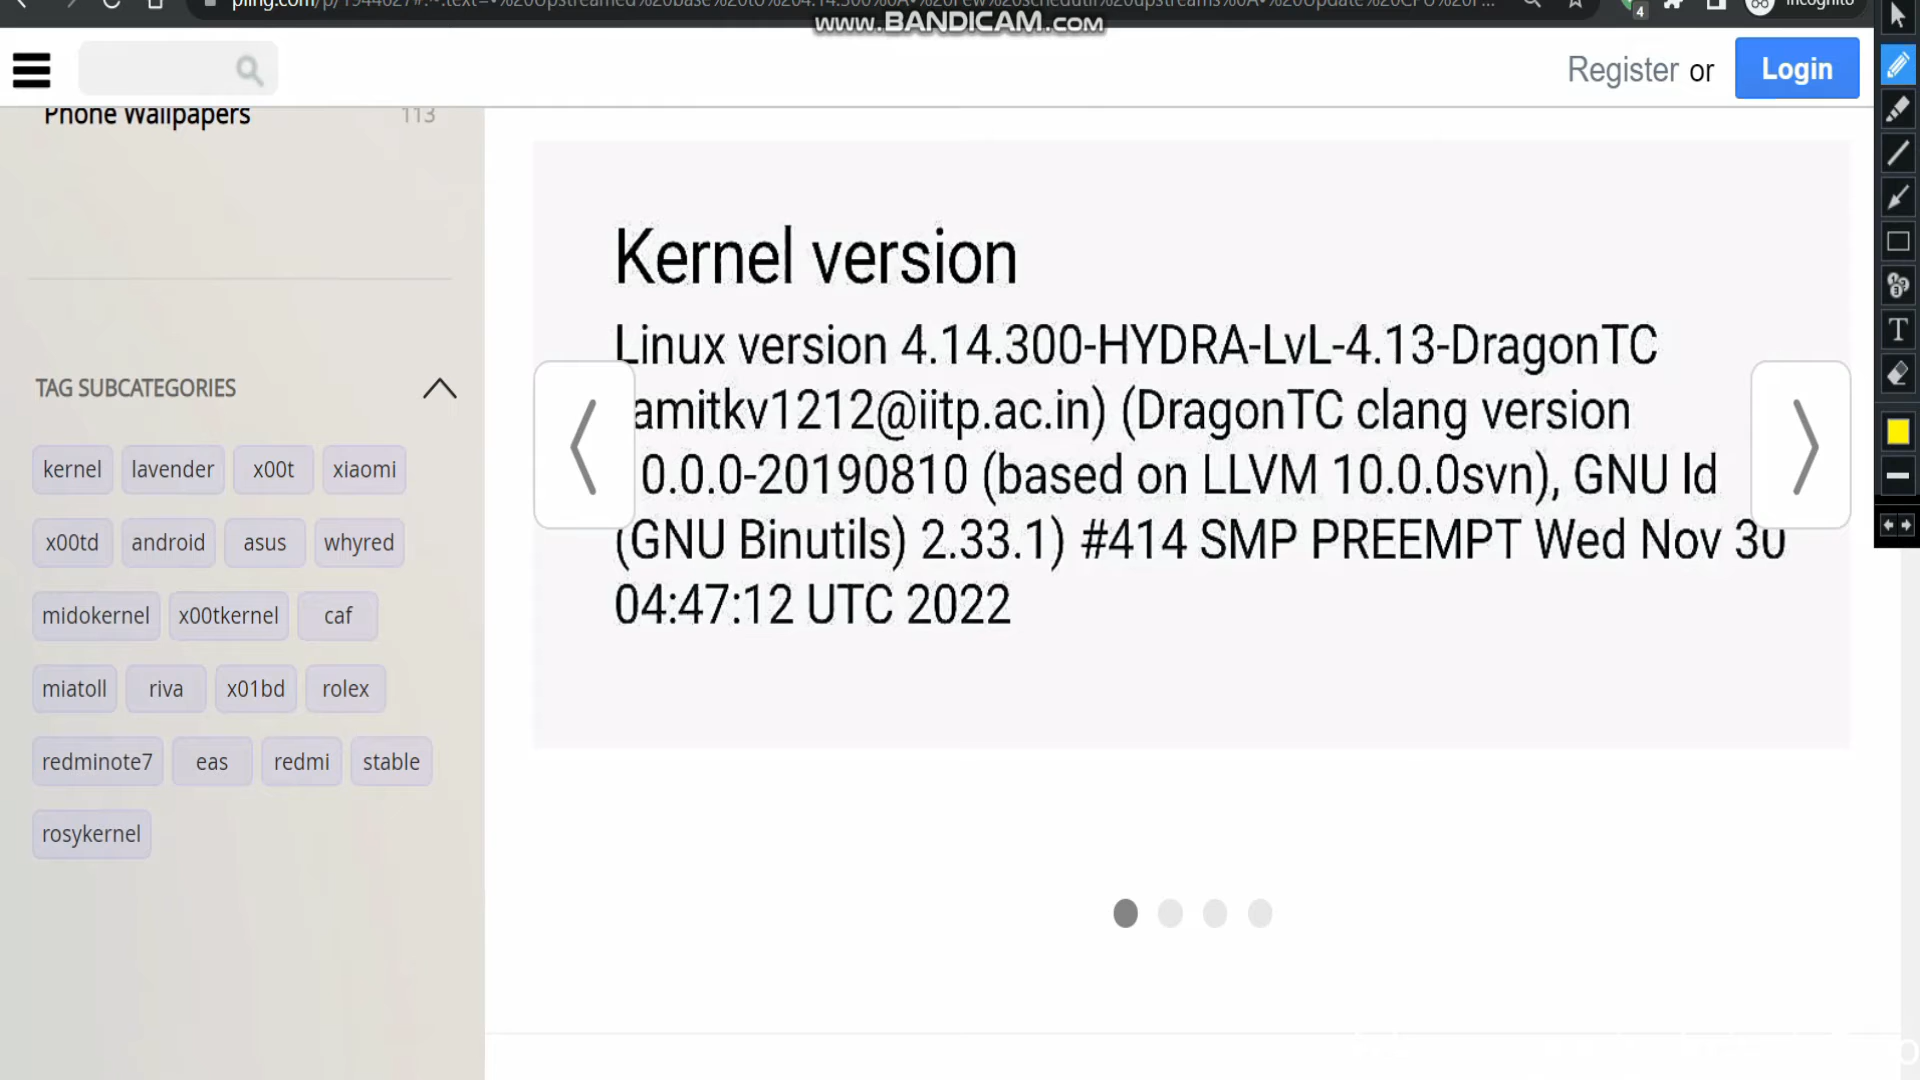 www.BANDICAM.com
4
Incognito
Register or
Login
Phone Wallpapers
113
Kernel version
Linux version 4.14.300-HYDRA-LvL-4.13-DragonTC
amitkv1212@iitp.ac.in) (DragonTC clang version
0.0.0-20190810 (based on LLVM 10.0.0svn), GNU ld
(GNU Binutils) 2.33.1) #414 SMP PREEMPT Wed Nov 30
04:47:12 UTC 2022
TAG SUBCATEGORIES
kernel lavender x00t xiaomi
x00td android asus whyred
midokernel x00tkernel caf
miatoll riva x01bd rolex
redminote7 eas redmi stable
rosykernel